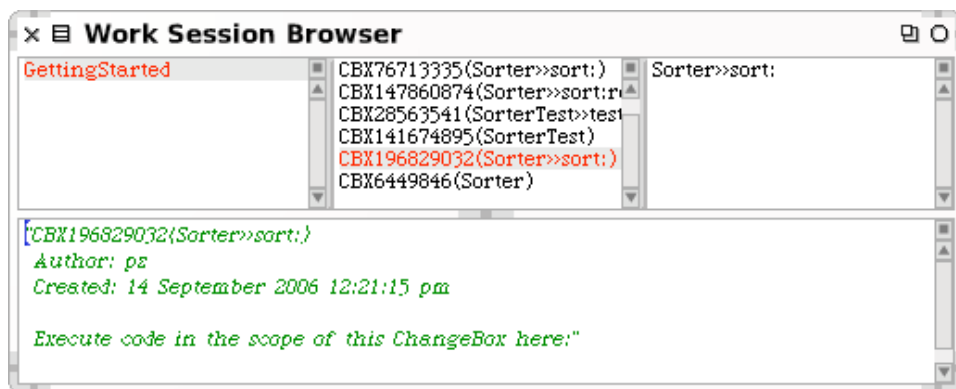 Work Session Browser
GettingStarted
CBX76713335(Sorter>>sort:)
CBX147860874(Sorter>>sort:r
CBX28563541(SorterTest>>test
CBX141674895(SorterTest)
CBX196829032(Sorter>>sort:)
CBX6449846(Sorter)
Sorter>>sort:
"CBX196829032(Sorter>>sort:)
Author: pz
Created: 14 September 2006 12:21:15 pm
Execute code in the scope of this ChangeBox here:"